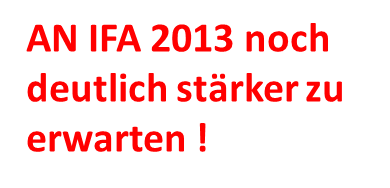 AN IFA 2013 noch
deutlich stärker zu
erwarten !